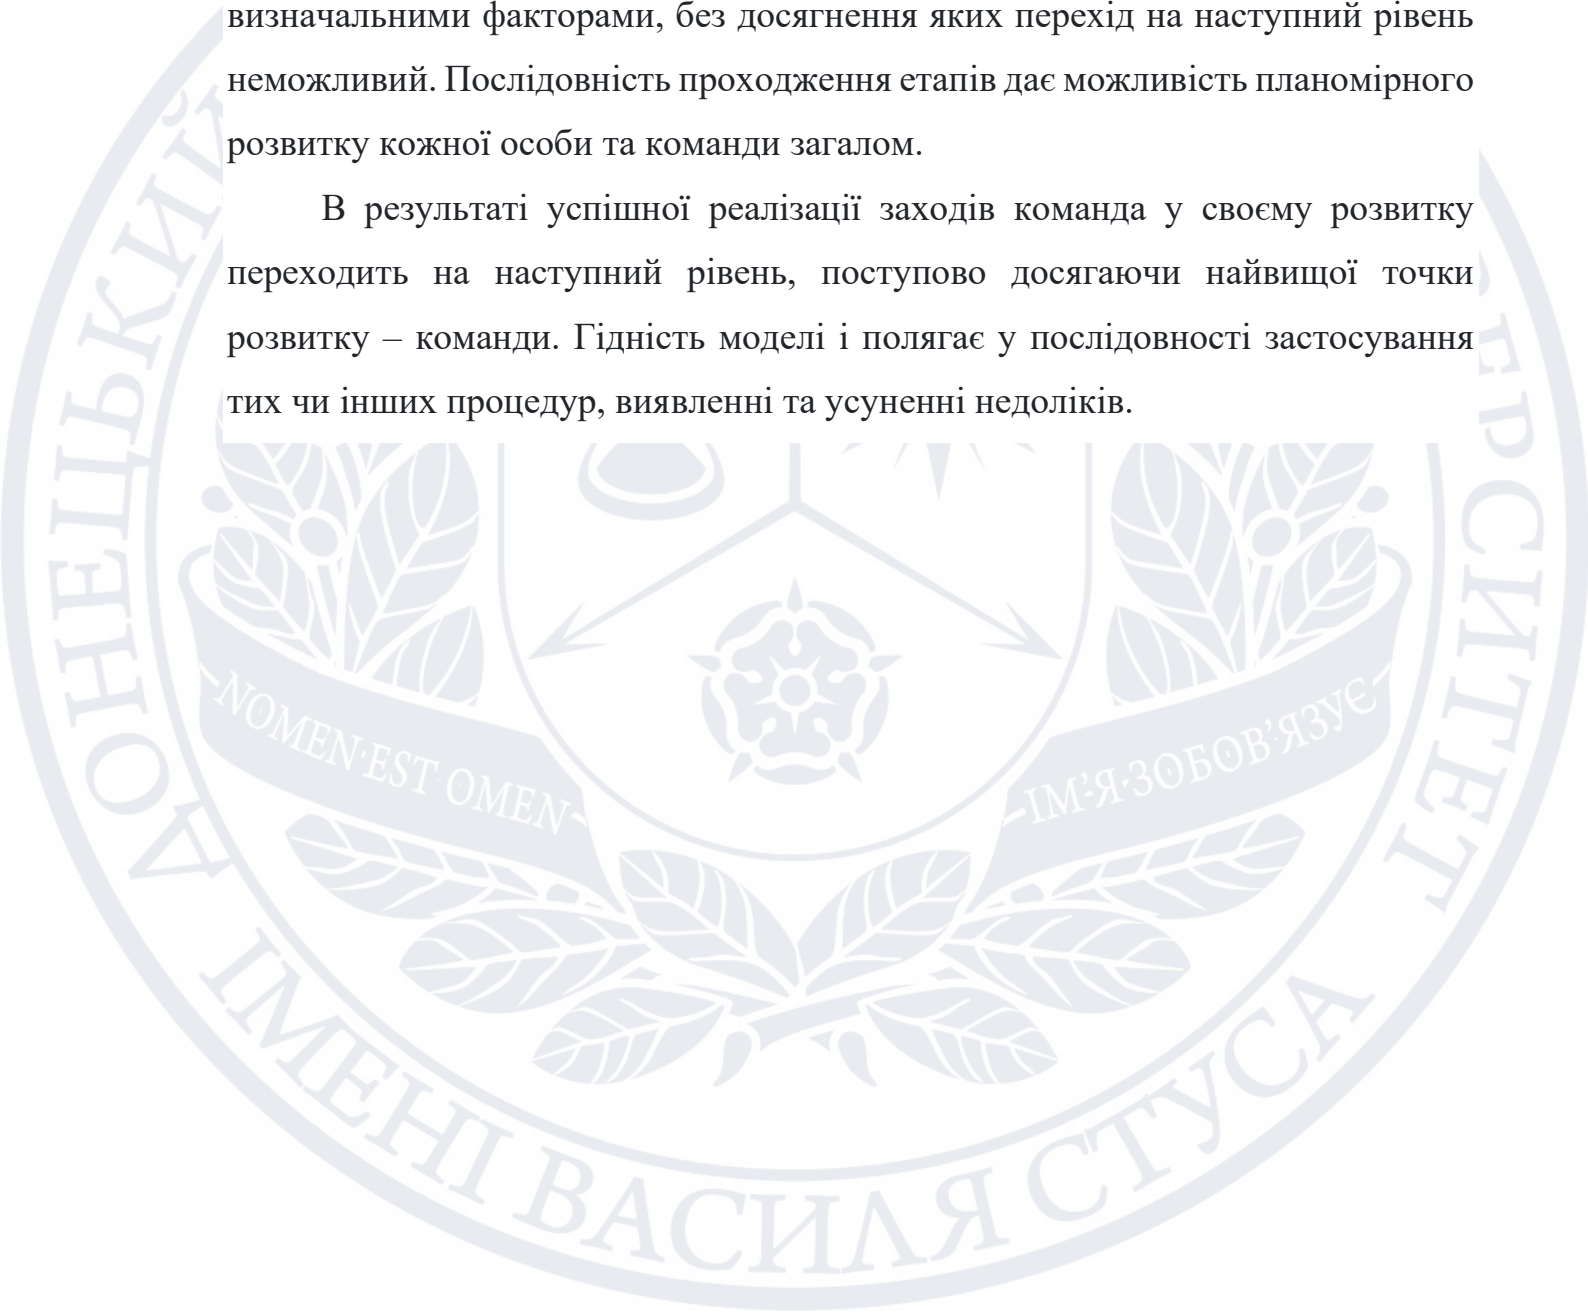 визначальними факторами, без досягнення яких перехід на наступний рівень
неможливий. Послідовність проходження етапів дає можливість планомірного
розвитку кожної особи та команди загалом.
В результаті успішної реалізації заходів команда у своєму розвитку
переходить на наступний рівень, поступово досягаючи найвищої точки
розвитку – команди. Гідність моделі і полягає у послідовності застосування
тих чи інших процедур, виявленні та усуненні недоліків.
ДОНЕЦЬКИЙ
ЕРСИТЕТ
NOMEN·EST·OMEN
ІМ’Я·ЗОБОВ’ЯЗУЄ
ІМЕНІ ВАСИЛЯ СТУСА